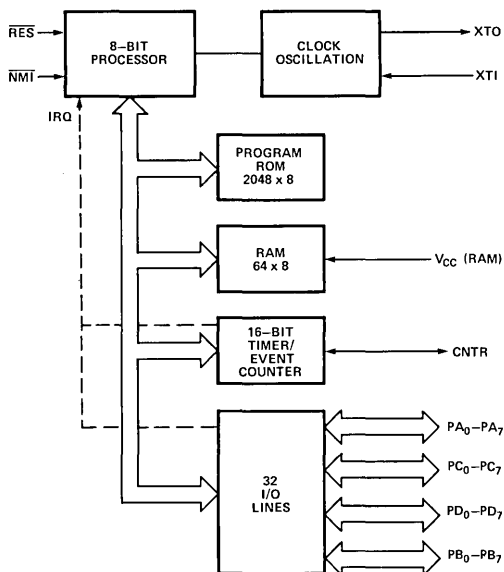 RES
8-BIT
PROCESSOR
NMI
CLOCK
OSCILLATION
XTO
XTI
IRQ
PROGRAM
ROM
2048 x 8
RAM
64 x 8
VCC (RAM)
16-BIT
TIMER/
EVENT
COUNTER
CNTR
32
I/O
LINES
PA0-PA7
PC0-PC7
PD0-PD7
PB0-PB7